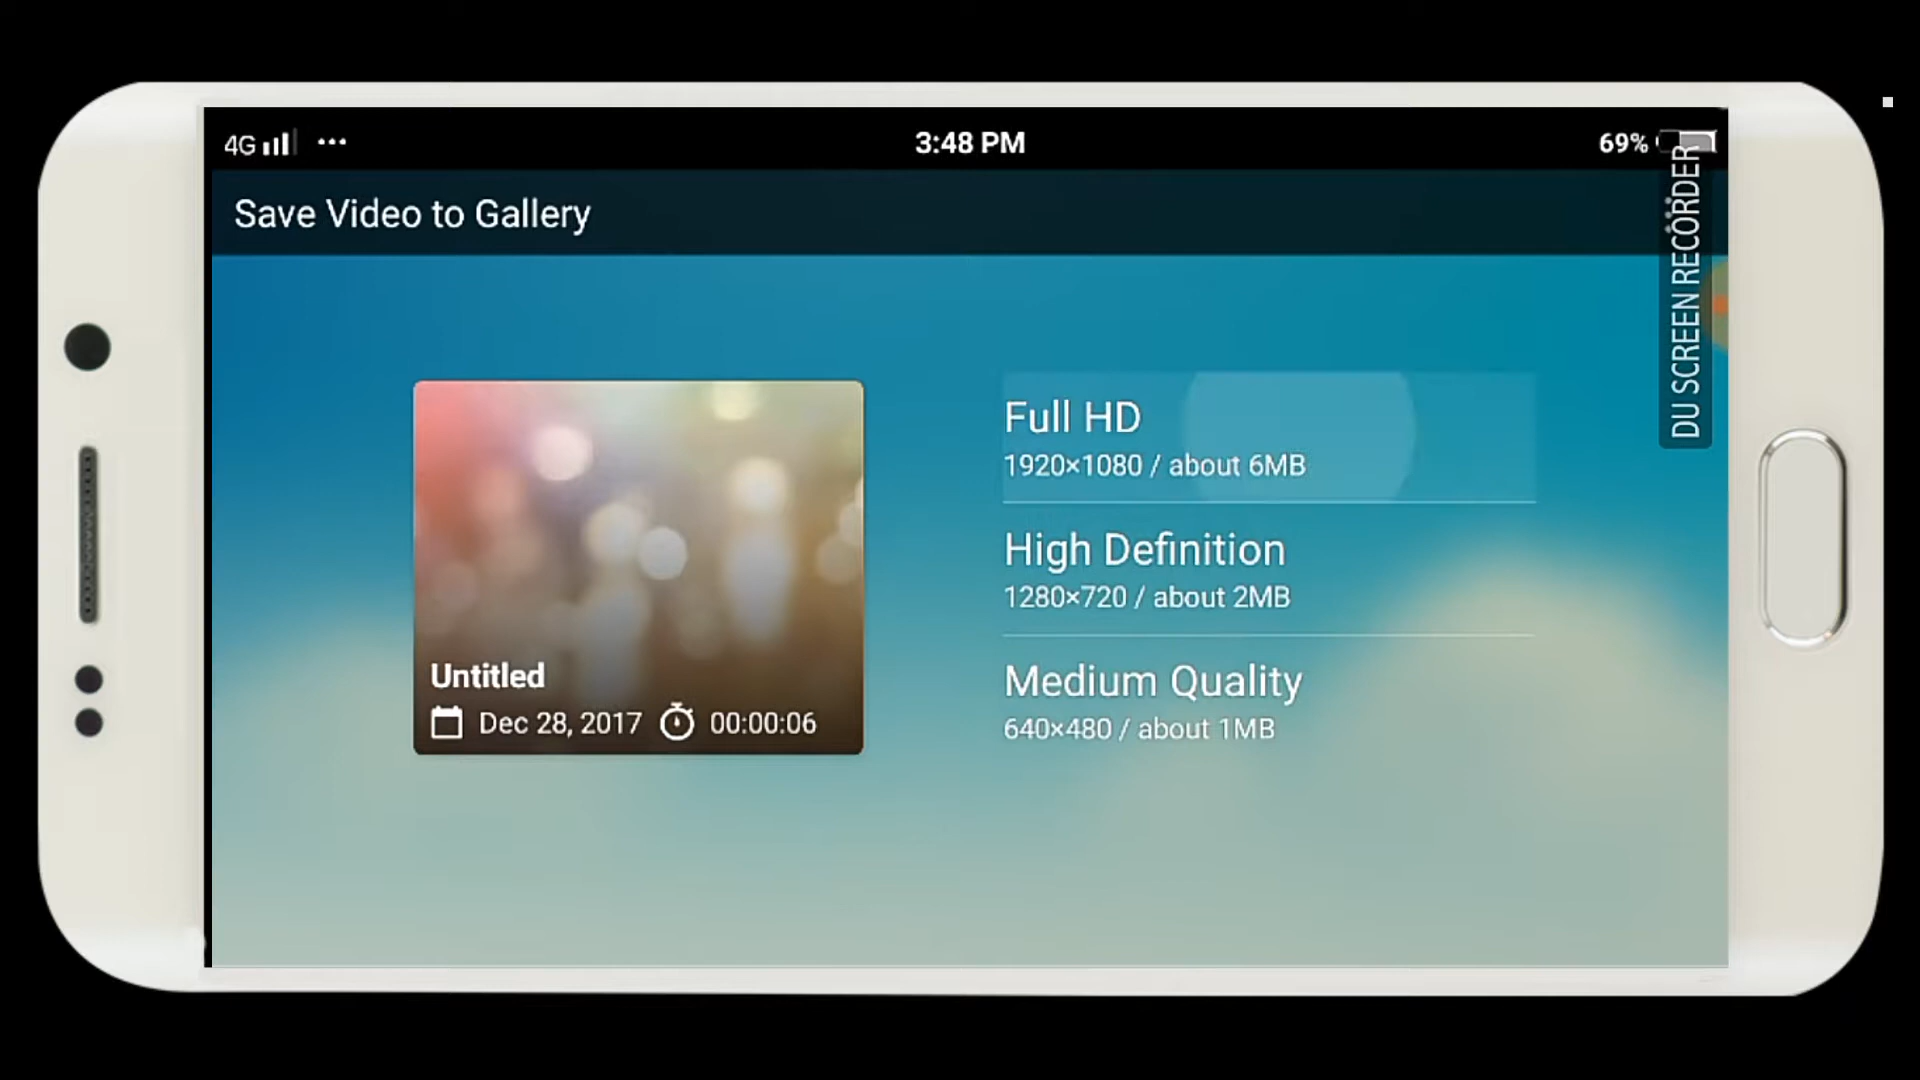 4G
3:48 PM
69%
Save Video to Gallery
DU SCREEN RECORDER
Full HD
1920×1080 / about 6MB
High Definition
1280×720 / about 2MB
Medium Quality
640×480 / about 1MB
Untitled
Dec 28, 2017 00:00:06